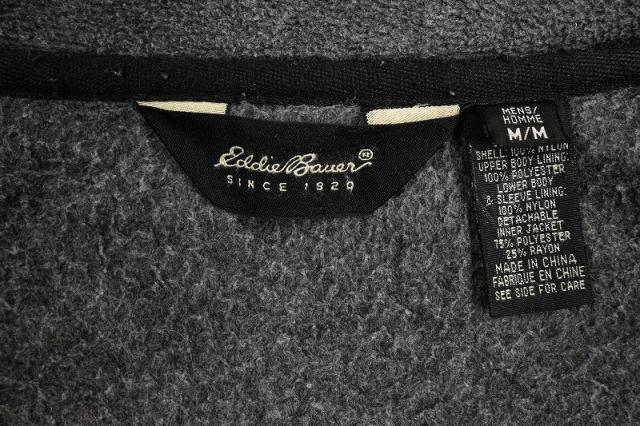 Eddie Bauer®
SINCE 1920
MENS/
HOMME
M/M
SHELL: 100% NYLON
UPPER BODY LINING:
100% POLYESTER
LOWER BODY
& SLEEVE LINING:
100% NYLON
DETACHABLE
INNER JACKET
75% POLYESTER
25% RAYON
MADE IN CHINA
FABRIQUE EN CHINE
SEE SIDE FOR CARE